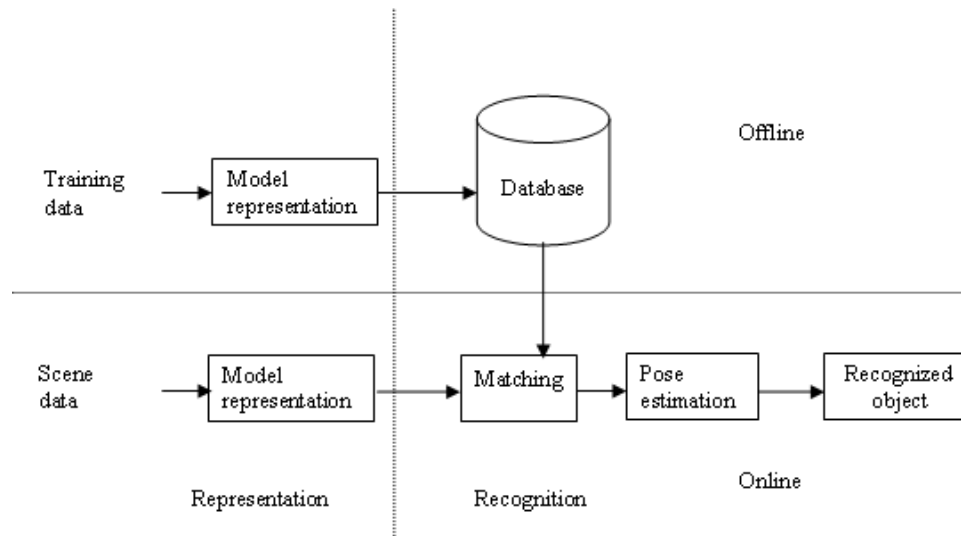 Offline
Training
data
Model
representation
Database
Scene
data
Model
representation
Matching
Pose
estimation
Recognized
object
Representation
Recognition
Online